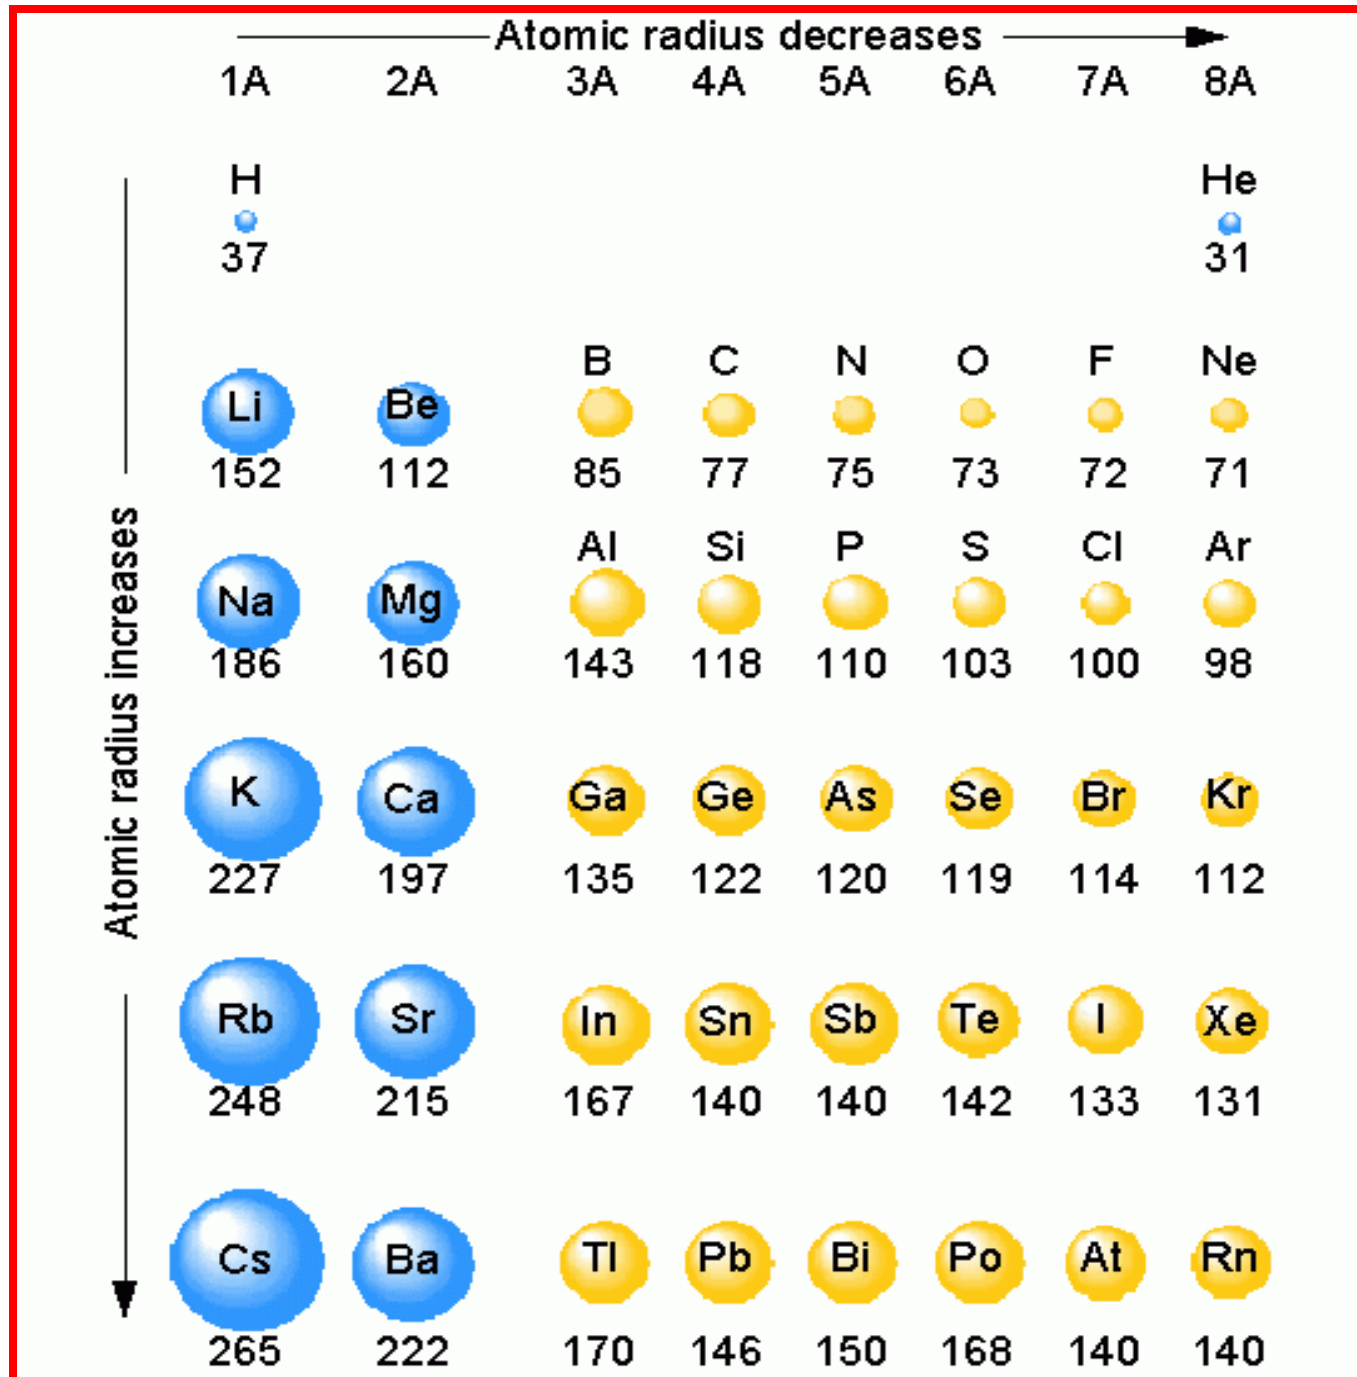 Atomic radius decreases
1A 2A 3A 4A 5A 6A 7A 8A
H He
37 31
B C N O F Ne
Li Be
152 112 85 77 75 73 72 71
Al Si P S Cl Ar
Na Mg
186 160 143 118 110 103 100 98
K Ca Ga Ge As Se Br Kr
227 197 135 122 120 119 114 112
Rb Sr In Sn Sb Te I Xe
248 215 167 140 140 142 133 131
Cs Ba Tl Pb Bi Po At Rn
265 222 170 146 150 168 140 140
Atomic radius increases